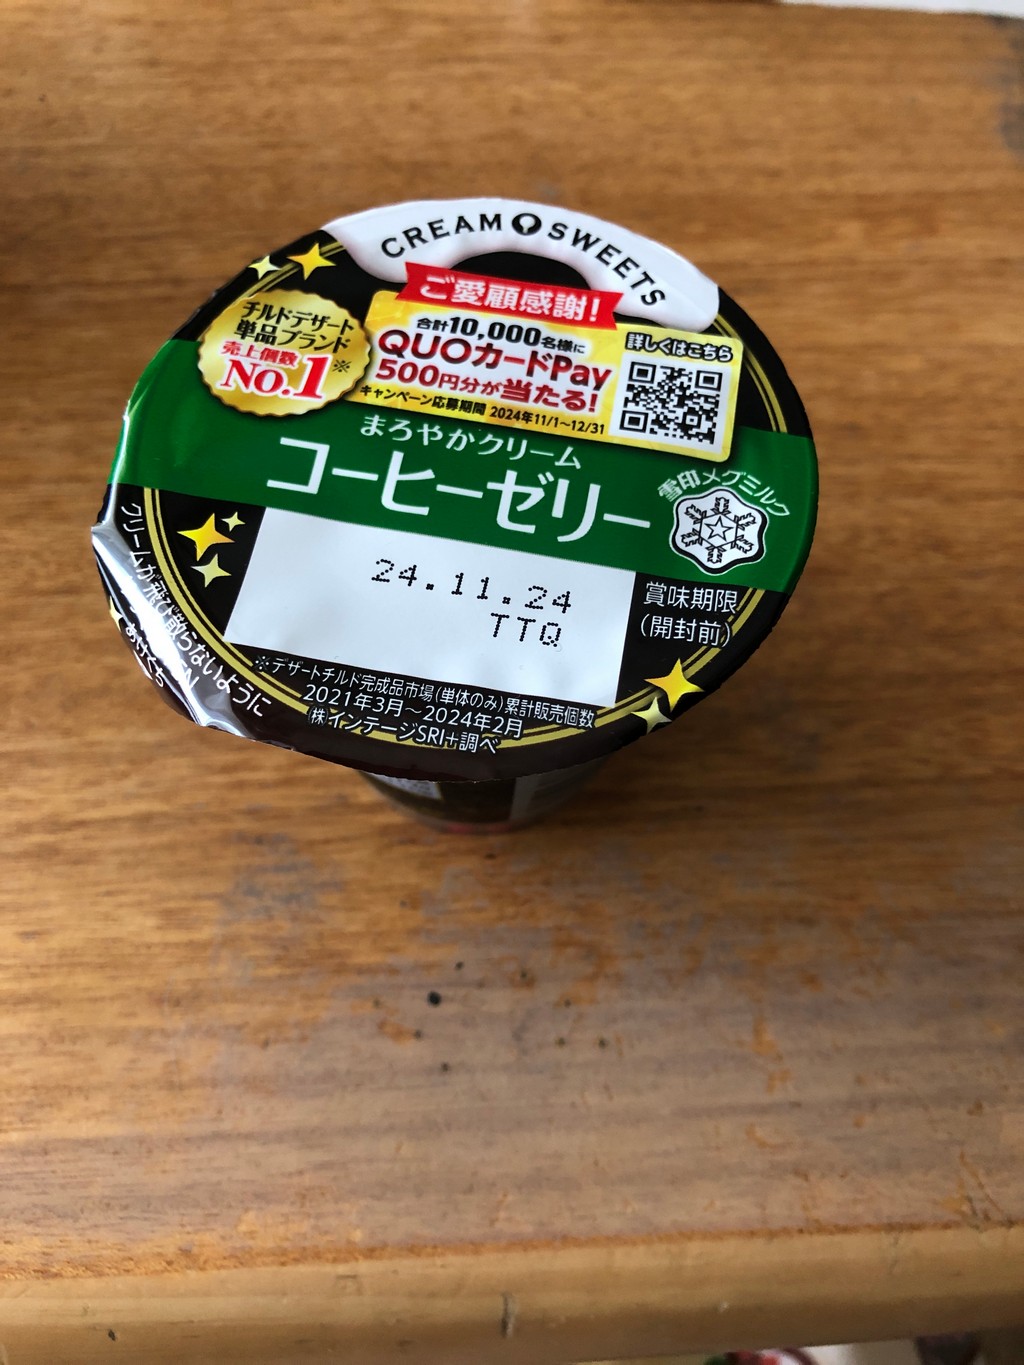 CREAM SWEETS
ご愛顧感謝!
チルドデザート
単品ブランド
売上個数
No.1※
合計10,000名様に
QUOカードPay
500円分が当たる!
キャンペーン応募期間 2024年11/1〜12/31
詳しくはこちら
まろやかクリーム
コーヒーゼリー
雪印メグミルク
24.11.24
TTQ
賞味期限
(開封前)
※デザートチルド完成品市場(単体のみ)累計販売個数
2021年3月〜2024年2月
㈱インテージSRI+調べ
クリームが飛び散らないように